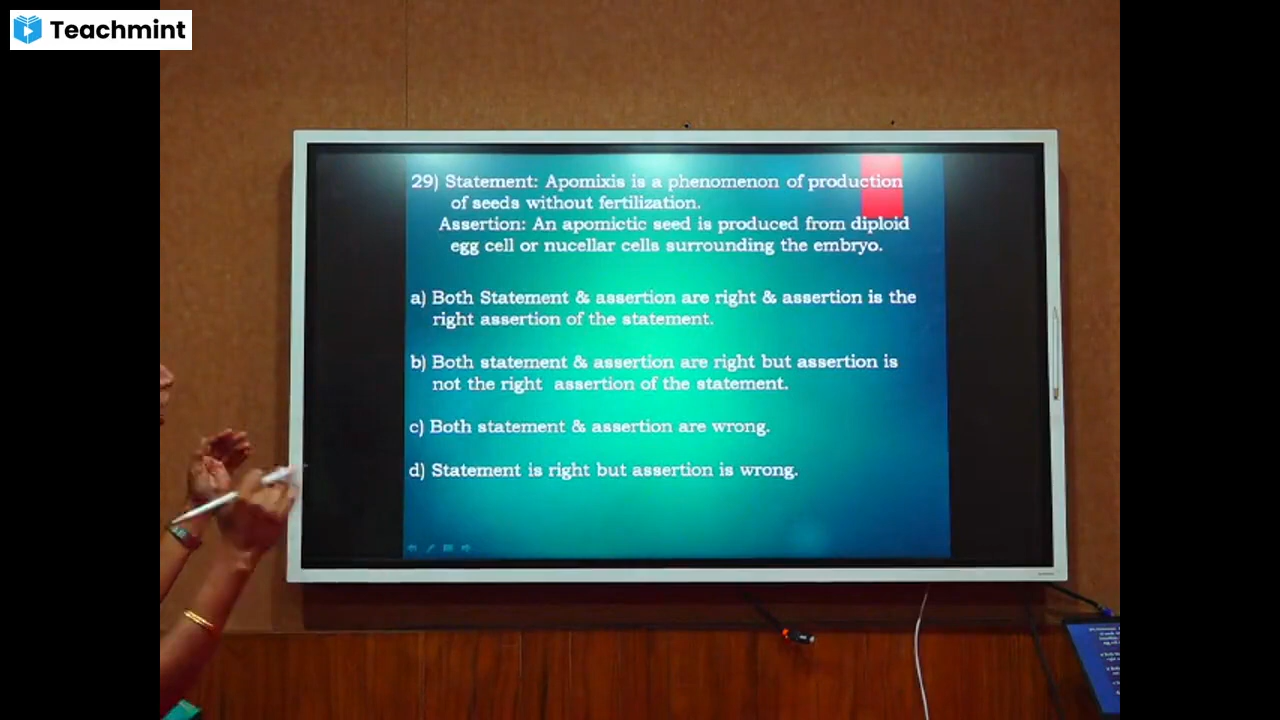 Teachmint
29) Statement: Apomixis is a phenomenon of production
of seeds without fertilization.
Assertion: An apomictic seed is produced from diploid
egg cell or nucellar cells surrounding the embryo.
a) Both Statement & assertion are right & assertion is the
right assertion of the statement.
b) Both statement & assertion are right but assertion is
not the right assertion of the statement.
c) Both statement & assertion are wrong.
d) Statement is right but assertion is wrong.